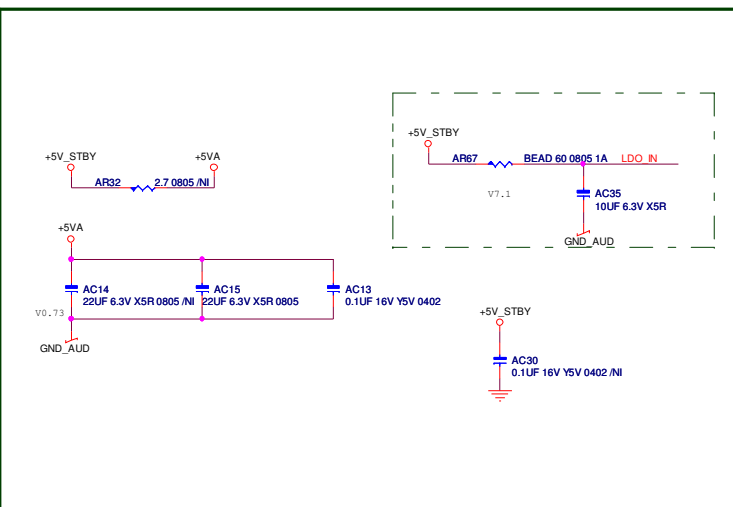 +5V_STBY
+5VA
AR32
2.7 0805 /NI
+5VA
AC14
22UF 6.3V X5R 0805 /NI
AC15
22UF 6.3V X5R 0805
AC13
0.1UF 16V Y5V 0402
V0.73
GND_AUD
+5V_STBY
AR67
BEAD 60 0805 1A
LDO_IN
V7.1
AC35
10UF 6.3V X5R
GND_AUD
+5V_STBY
AC30
0.1UF 16V Y5V 0402 /NI